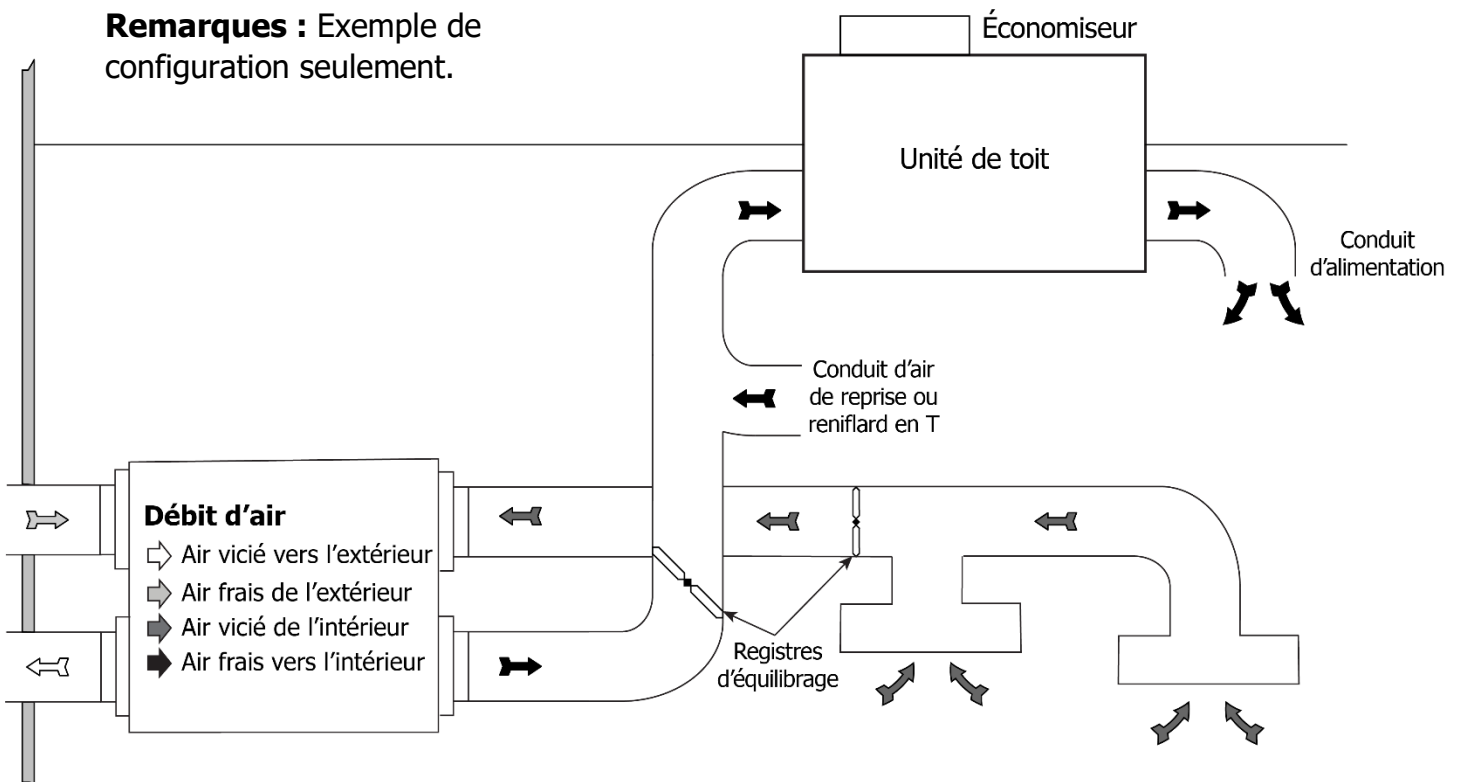 Remarques : Exemple de
configuration seulement.
Économiseur
Unité de toit
Conduit
d'alimentation
Conduit d'air
de reprise ou
reniflard en T
Débit d'air
Air vicié vers l'extérieur
Air frais de l'extérieur
Air vicié de l'intérieur
Air frais vers l'intérieur
Registres
d'équilibrage